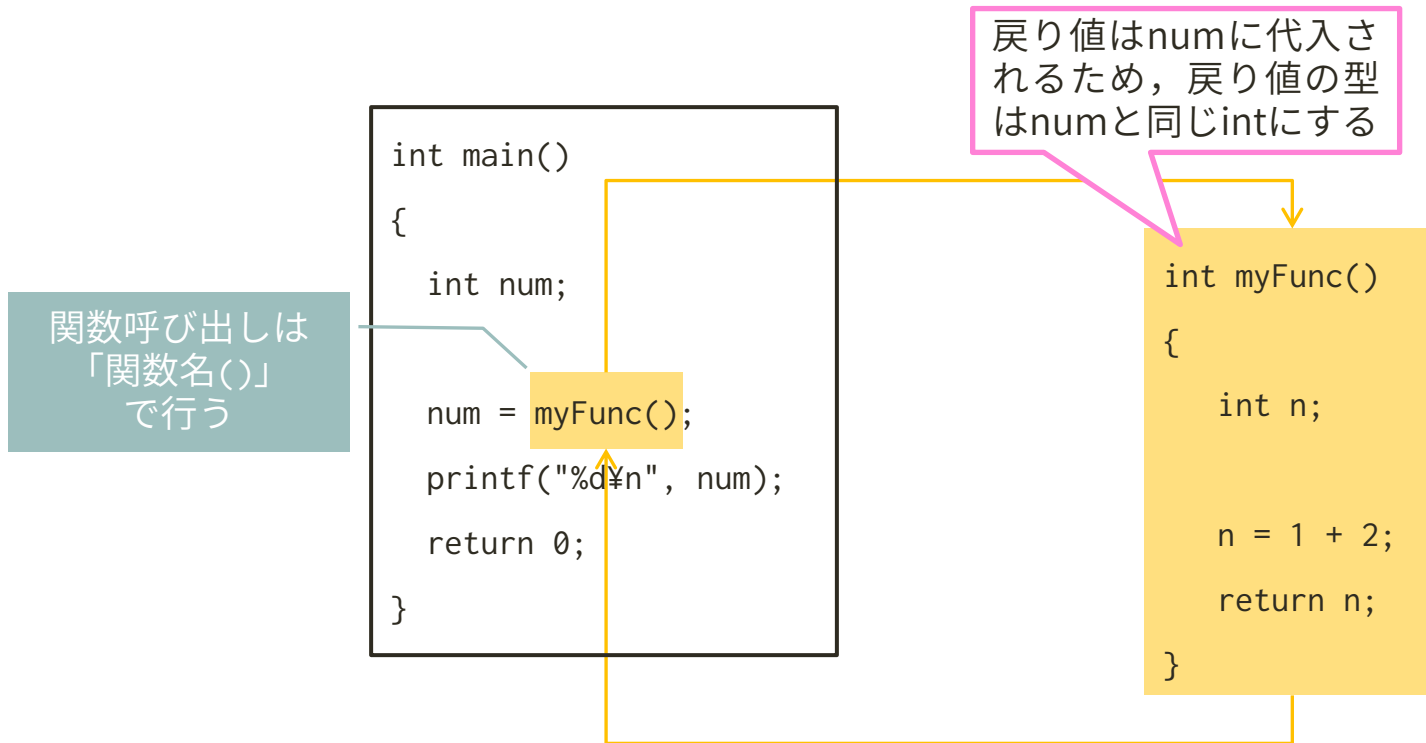 戻り値はnumに代入さ
れるため，戻り値の型
はnumと同じintにする
int main()
{
int num;
num = myFunc();
printf("%d¥n", num);
return 0;
}
関数呼び出しは
「関数名()」
で行う
int myFunc()
{
int n;
n = 1 + 2;
return n;
}